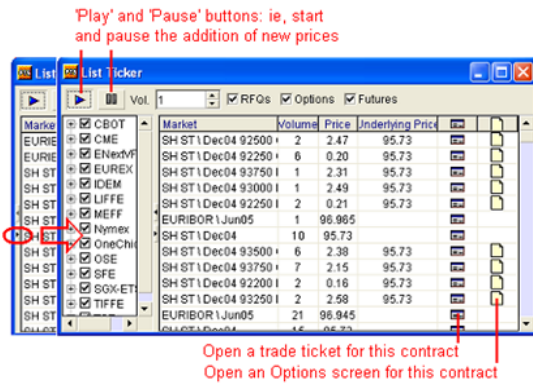 'Play' and 'Pause' buttons: ie, start
and pause the addition of new prices
List
List Ticker
Vol. 1 RFQs Options Futures
Market Volume Price Underlying Price
CBOT
CME
ENextVF
EUREX
IDEM
LIFFE
MEFF
Nymex
OneChic
OSE
SFE
SGX-ET
TIFFE
SH ST \ Dec04 92500 2 2.47 95.73
SH ST \ Dec04 92250 6 0.20 95.73
SH ST \ Dec04 93750 1 2.31 95.73
SH ST \ Dec04 93000 1 2.49 95.73
SH ST \ Dec04 92250 2 0.21 95.73
EURIBOR \ Jun05 1 96.965
SH ST \ Dec04 10 95.73
SH ST \ Dec04 93500 6 2.38 95.73
SH ST \ Dec04 93750 7 2.15 95.73
SH ST \ Dec04 92200 2 0.16 95.73
SH ST \ Dec04 93250 2 2.58 95.73
EURIBOR \ Jun05 21 96.945
Marke
EURIE
EURIE
SH ST
SH ST
SH ST
SH ST
SH ST
SH ST
SH ST
SH ST
SH ST
SH ST
Open a trade ticket for this contract
Open an Options screen for this contract